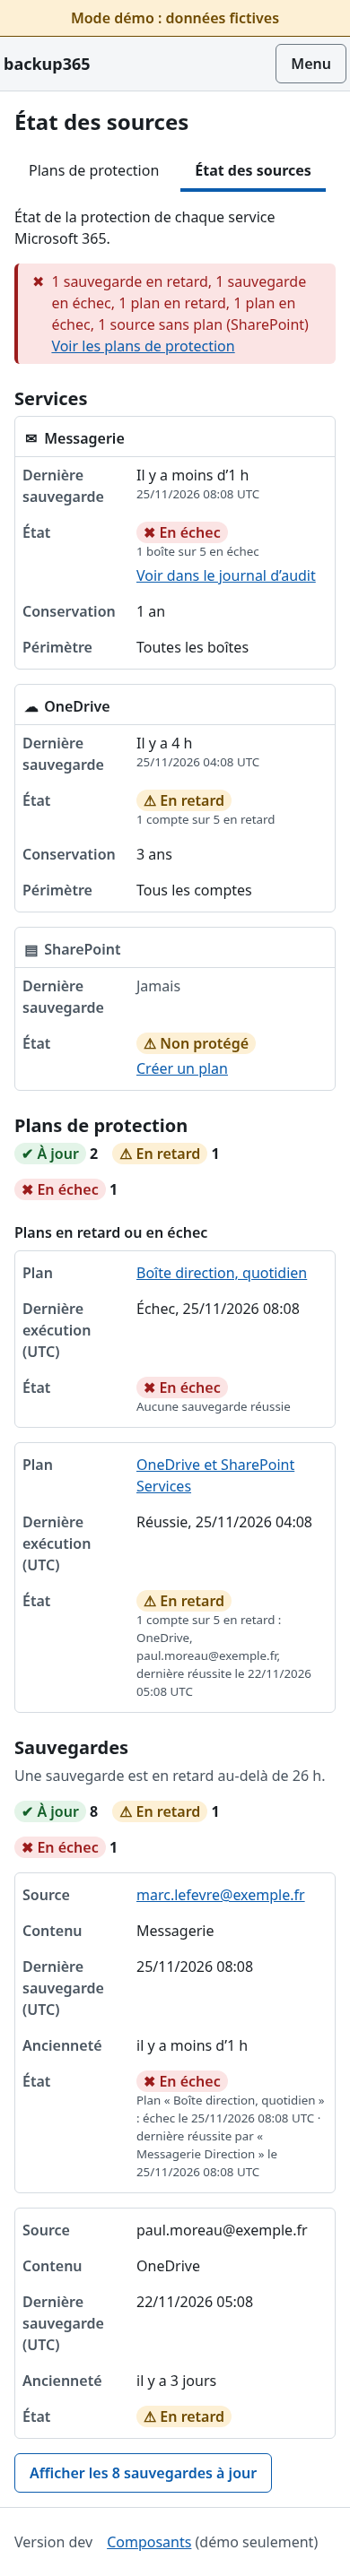 Mode démo : données fictives
backup365
Menu
État des sources
Plans de protection
État des sources
État de la protection de chaque service
Microsoft 365.
✖ 1 sauvegarde en retard, 1 sauvegarde
en échec, 1 plan en retard, 1 plan en
échec, 1 source sans plan (SharePoint)
Voir les plans de protection
Services
✉ Messagerie
Dernière
sauvegarde
Il y a moins d’1 h
25/11/2026 08:08 UTC
État
✖ En échec
1 boîte sur 5 en échec
Voir dans le journal d’audit
Conservation
1 an
Périmètre
Toutes les boîtes
☁ OneDrive
Dernière
sauvegarde
Il y a 4 h
25/11/2026 04:08 UTC
État
⚠ En retard
1 compte sur 5 en retard
Conservation
3 ans
Périmètre
Tous les comptes
▤ SharePoint
Dernière
sauvegarde
Jamais
État
⚠ Non protégé
Créer un plan
Plans de protection
✔ À jour 2 ⚠ En retard 1
✖ En échec 1
Plans en retard ou en échec
Plan
Boîte direction, quotidien
Dernière
exécution
(UTC)
Échec, 25/11/2026 08:08
État
✖ En échec
Aucune sauvegarde réussie
Plan
OneDrive et SharePoint
Services
Dernière
exécution
(UTC)
Réussie, 25/11/2026 04:08
État
⚠ En retard
1 compte sur 5 en retard :
OneDrive,
paul.moreau@exemple.fr,
dernière réussite le 22/11/2026
05:08 UTC
Sauvegardes
Une sauvegarde est en retard au-delà de 26 h.
✔ À jour 8 ⚠ En retard 1
✖ En échec 1
Source
marc.lefevre@exemple.fr
Contenu
Messagerie
Dernière
sauvegarde
(UTC)
25/11/2026 08:08
Ancienneté
il y a moins d’1 h
État
✖ En échec
Plan « Boîte direction, quotidien »
: échec le 25/11/2026 08:08 UTC ·
dernière réussite par «
Messagerie Direction » le
25/11/2026 08:08 UTC
Source
paul.moreau@exemple.fr
Contenu
OneDrive
Dernière
sauvegarde
(UTC)
22/11/2026 05:08
Ancienneté
il y a 3 jours
État
⚠ En retard
Afficher les 8 sauvegardes à jour
Version dev Composants (démo seulement)